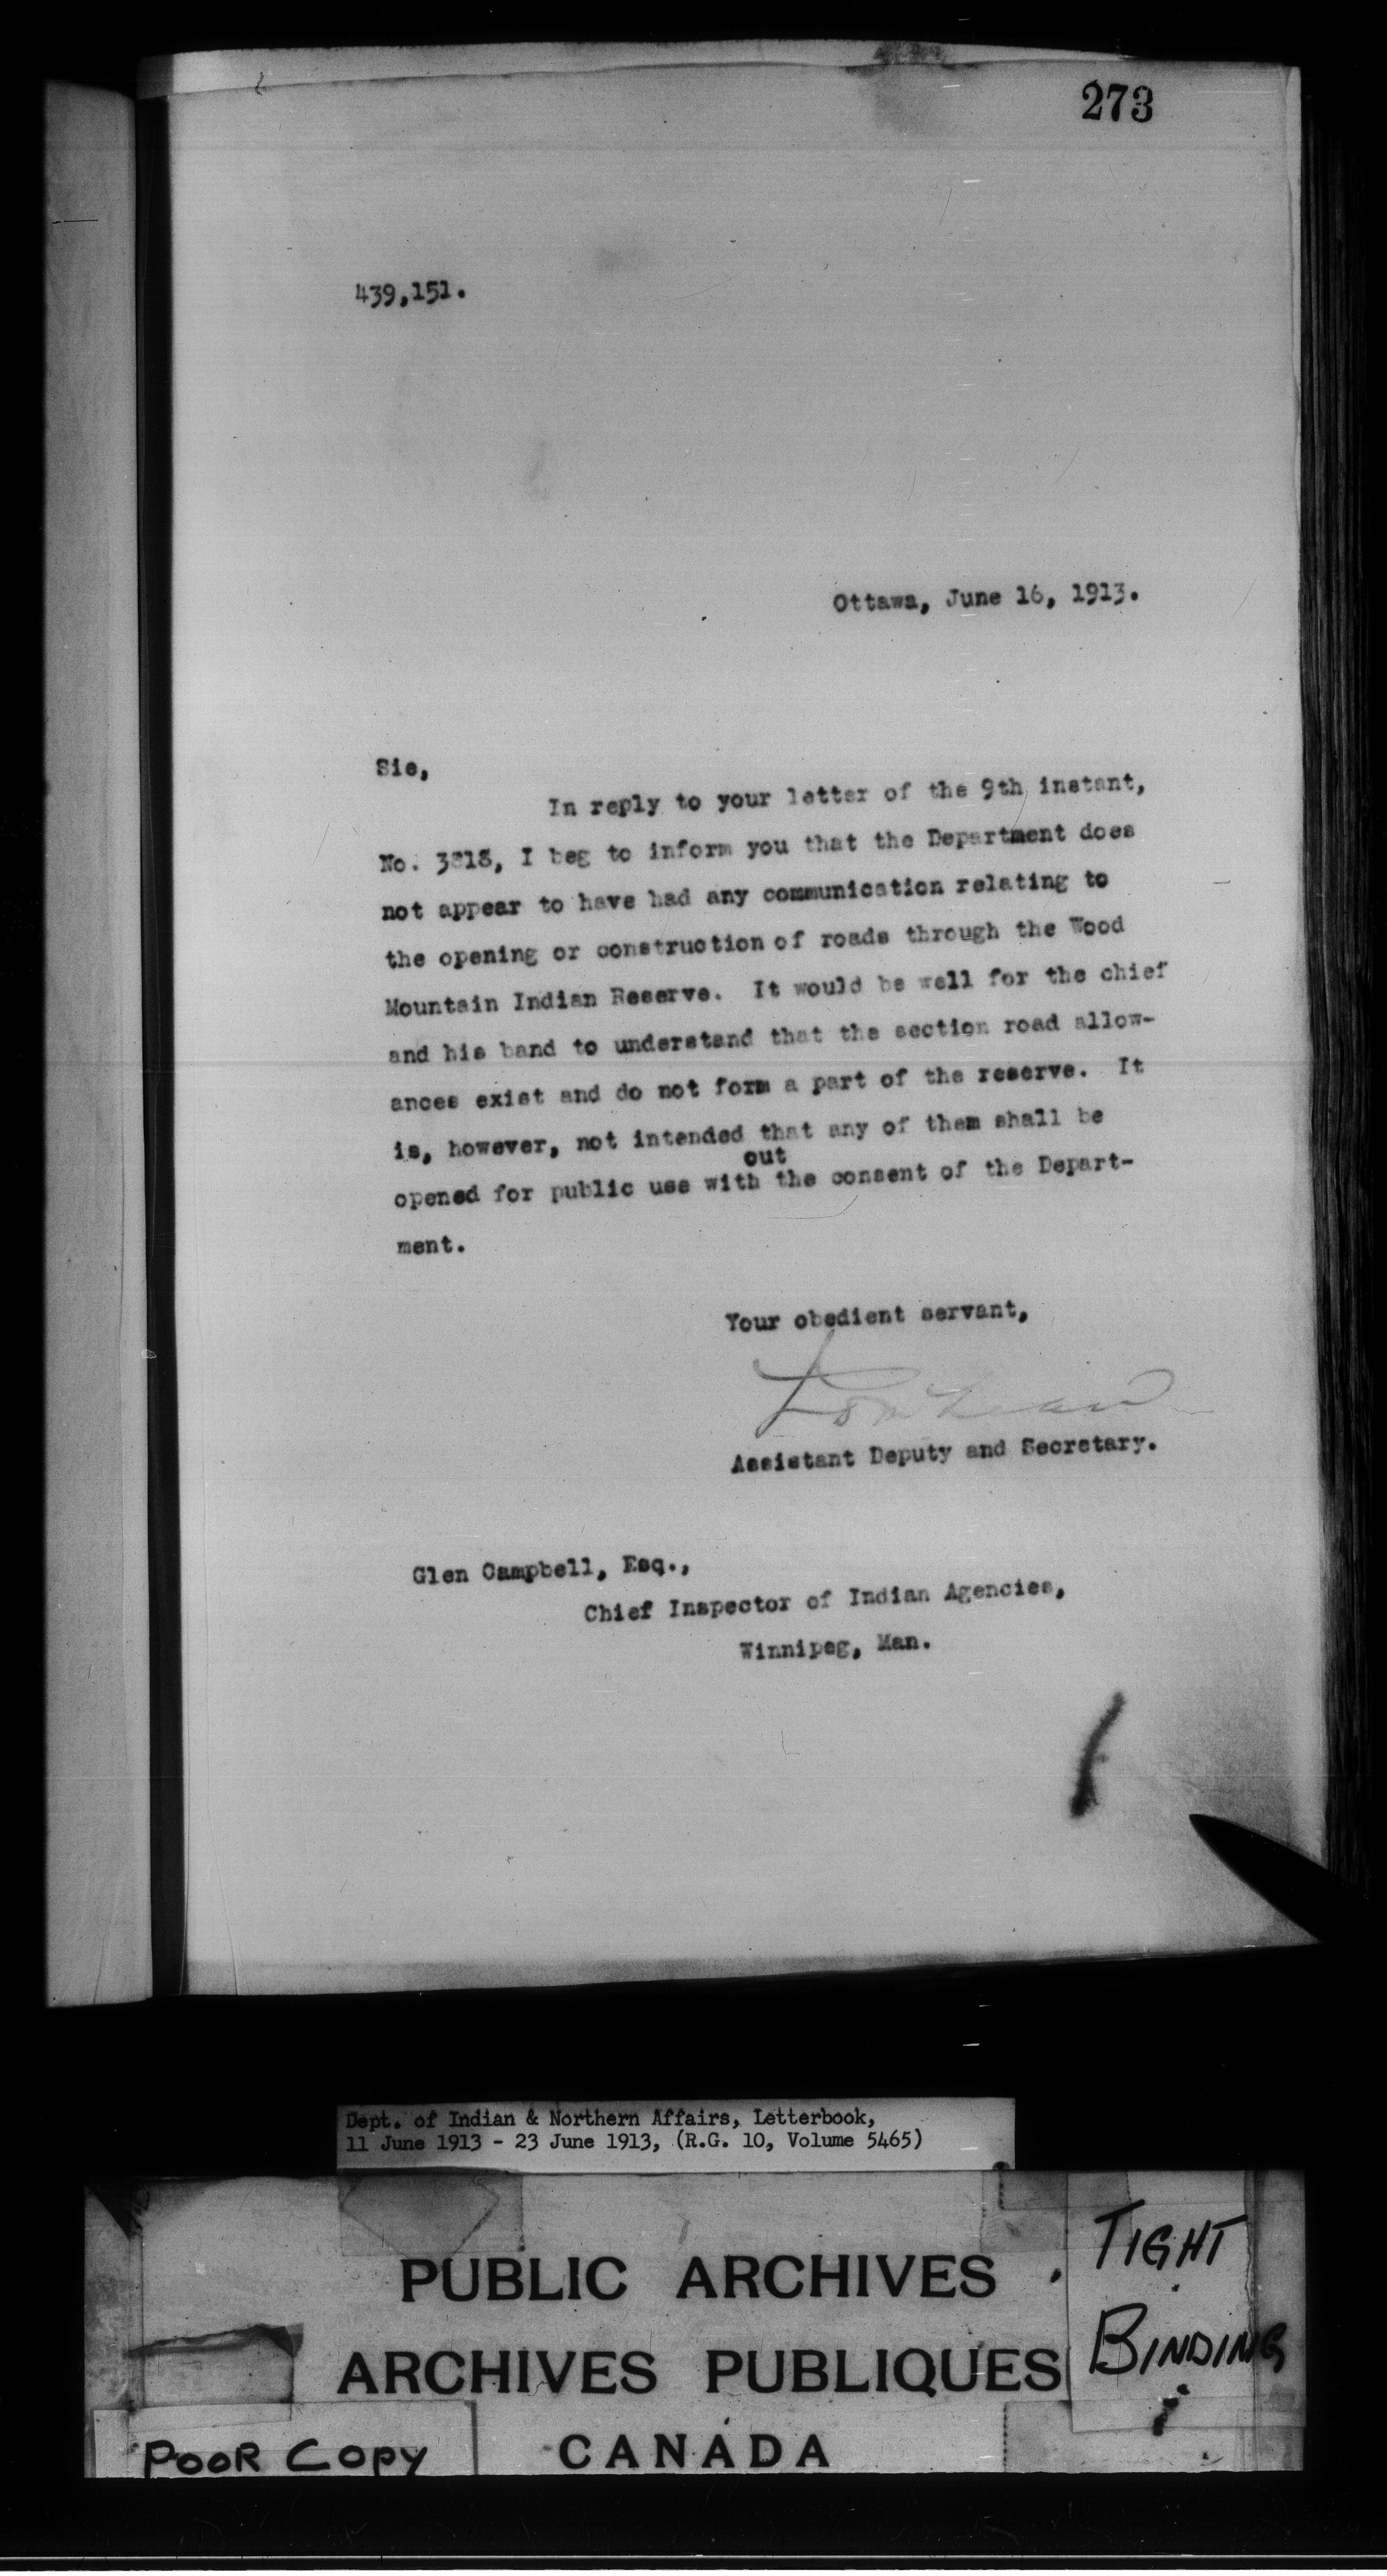 273
439,151.
Ottawa, June 16, 1913.
Sie,
In reply to your letter of the 9th instant,
No. 3818, I beg to inform you that the Department does
not appear to have had any communication relating to
the opening or construction of roads through the Wood
Mountain Indian Reserve. It would be well for the chief
and his band to understand that the section road allow-
ances exist and do not form a part of the reserve. It
is, however, not intended that any of them shall be
out
opened for public use with the consent of the Depart-
ment.
Your obedient servant,
Assistant Deputy and Secretary.
Glen Campbell, Esq.,
Chief Inspector of Indian Agencies,
Winnipeg, Man.
Dept. of Indian & Northern Affairs, Letterbook,
11 June 1913 - 23 June 1913, (R.G. 10, Volume 5465)
PUBLIC ARCHIVES
ARCHIVES PUBLIQUES
CANADA
TIGHT
BINDING
POOR COPY